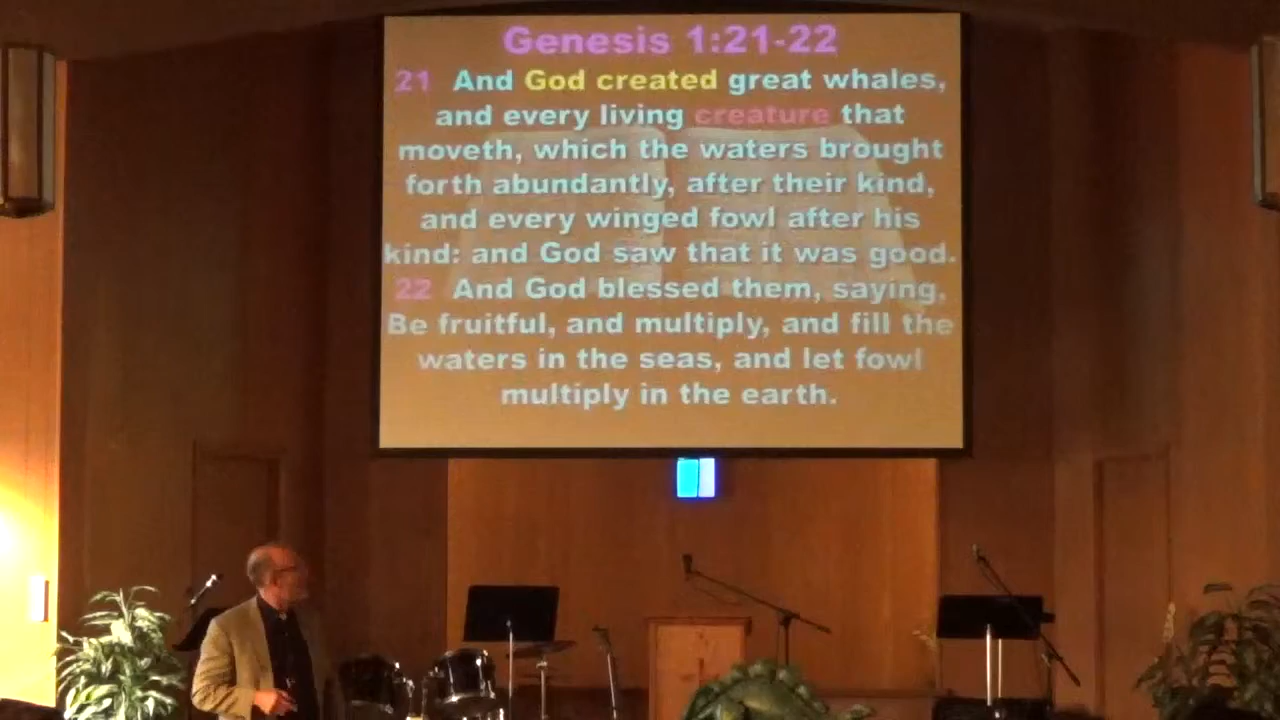 Genesis 1:21-22
21 And God created great whales,
and every living creature that
moveth, which the waters brought
forth abundantly, after their kind,
and every winged fowl after his
kind: and God saw that it was good.
22 And God blessed them, saying,
Be fruitful, and multiply, and fill the
waters in the seas, and let fowl
multiply in the earth.